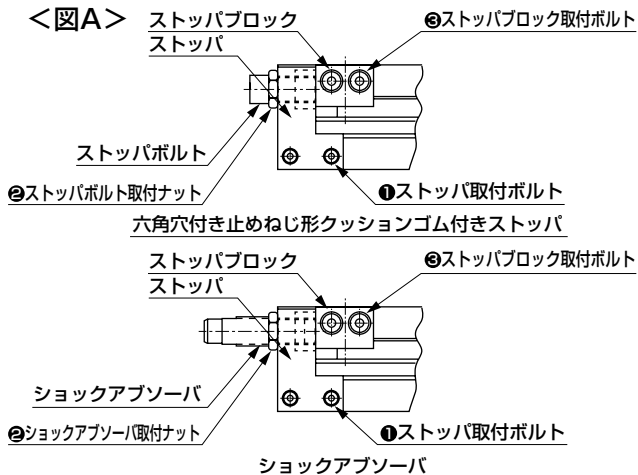 ＜図A＞
ストッパブロック
❸ストッパブロック取付ボルト
ストッパ
ストッパボルト
❷ストッパボルト取付ナット
❶ストッパ取付ボルト
六角穴付き止めねじ形クッションゴム付きストッパ
ストッパブロック
❸ストッパブロック取付ボルト
ストッパ
ショックアブソーバ
❷ショックアブソーバ取付ナット
❶ストッパ取付ボルト
ショックアブソーバ